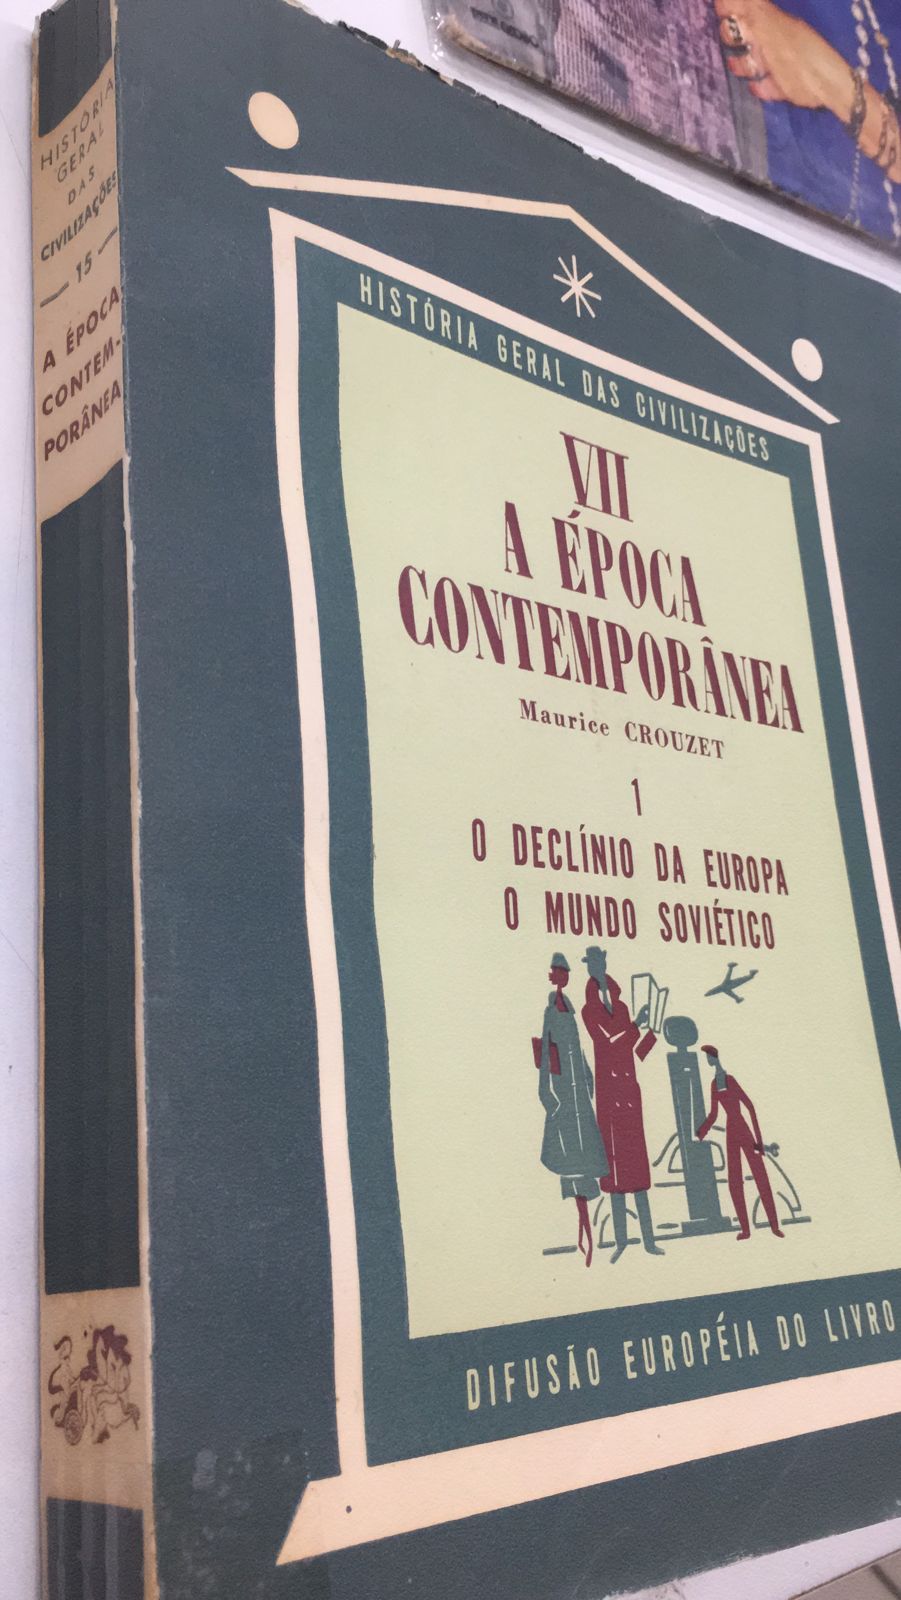 HISTÓRIA
GERAL
DAS
CIVILIZAÇÕES
15
A ÉPOCA
CONTEM-
PORÂNEA
HISTÓRIA GERAL DAS CIVILIZAÇÕES
VII
A ÉPOCA
CONTEMPORÂNEA
Maurice CROUZET
1
O DECLÍNIO DA EUROPA
O MUNDO SOVIÉTICO
DIFUSÃO EUROPÉIA DO LIVRO